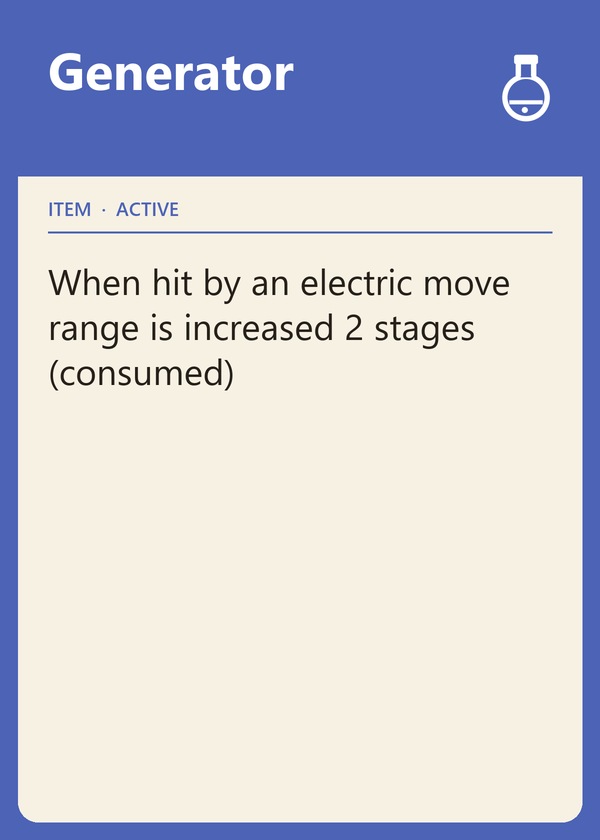 Generator
ITEM · ACTIVE
When hit by an electric move
range is increased 2 stages
(consumed)